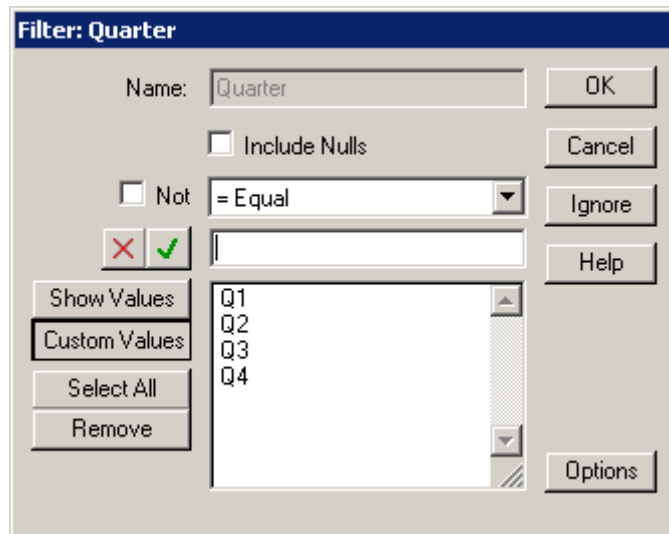 Filter: Quarter
Name: Quarter OK
Include Nulls Cancel
Not = Equal Ignore
Help
Show Values Q1
Custom Values Q2
Q3
Select All Q4
Remove
Options